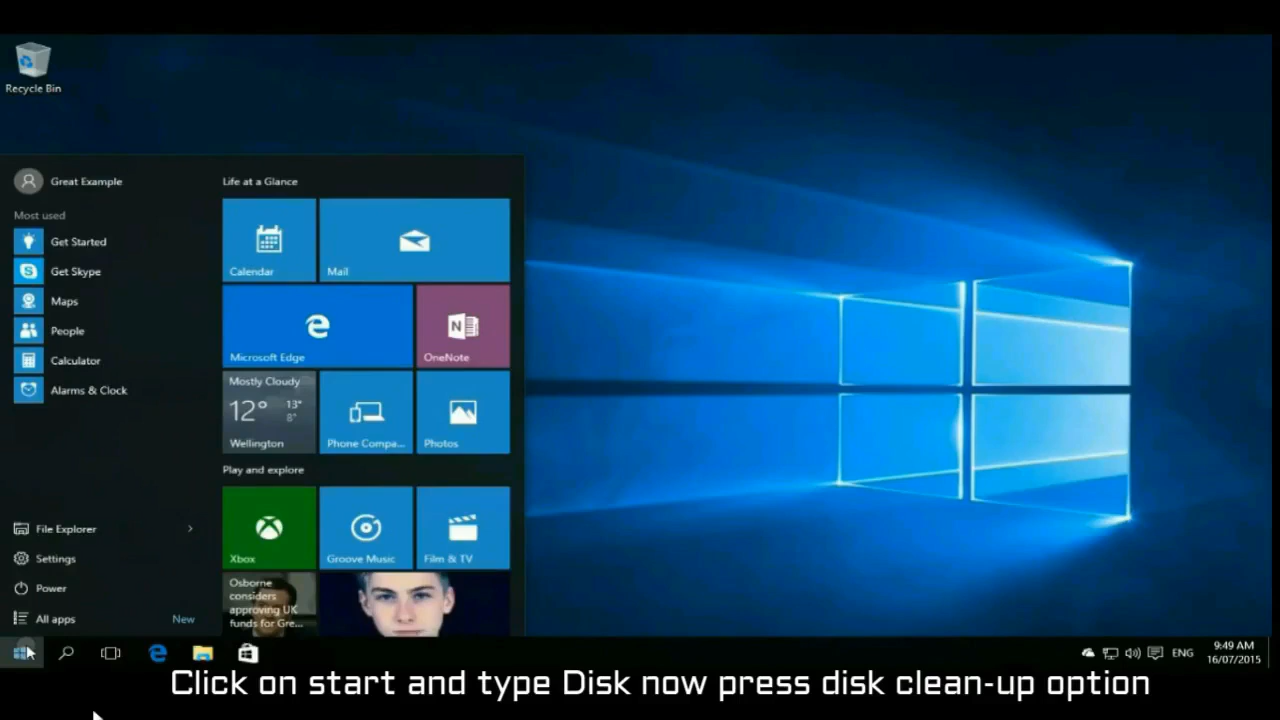 Recycle Bin
Great Example
Most used
Get Started
Get Skype
Maps
People
Calculator
Alarms & Clock
File Explorer
Settings
Power
All apps
New
Life at a Glance
Calendar
Mail
Microsoft Edge
OneNote
Mostly Cloudy
12° 13°
8°
Wellington
Phone Compa...
Photos
Play and explore
Xbox
Groove Music
Film & TV
Osborne
considers
approving UK
funds for Gre...
ENG
9:49 AM
16/07/2015
Click on start and type Disk now press disk clean-up option